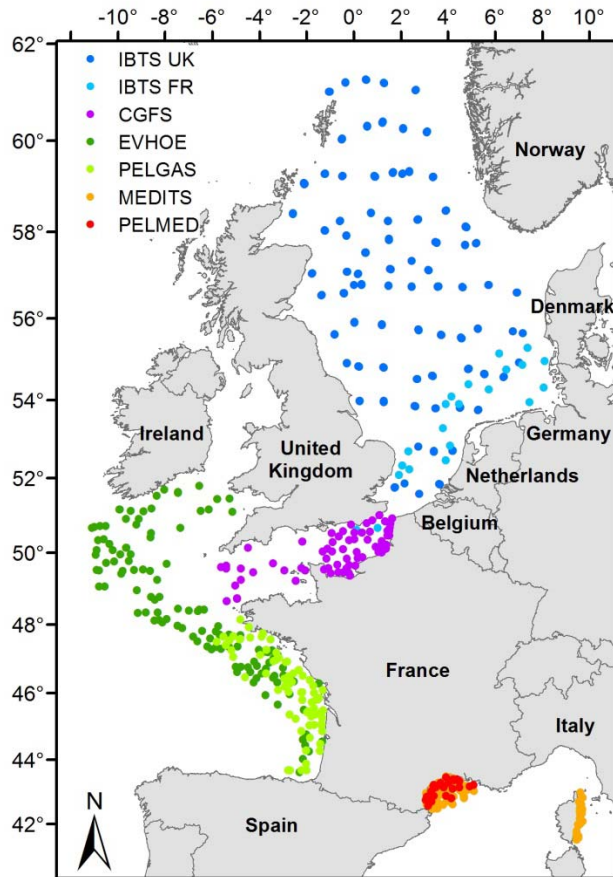 -10° -8° -6° -4° -2° 0° 2° 4° 6° 8° 10°
62°
IBTS UK
IBTS FR
CGFS
EVHOE
PELGAS
MEDITS
PELMED
60°
Norway
58°
Denmark
56°
54°
Ireland
United
Kingdom
Germany
52°
Netherlands
Belgium
50°
48°
France
46°
Italy
44°
N
42°
Spain